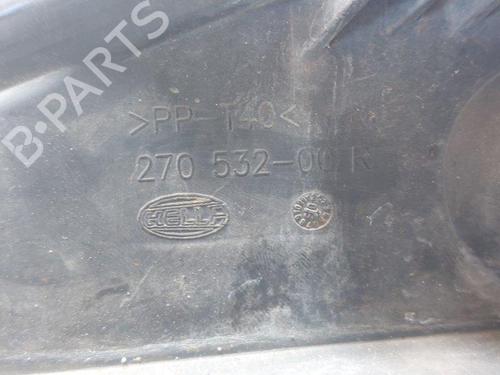 B-PARTS
>PP-T40<
270 532-00 R
HELLA